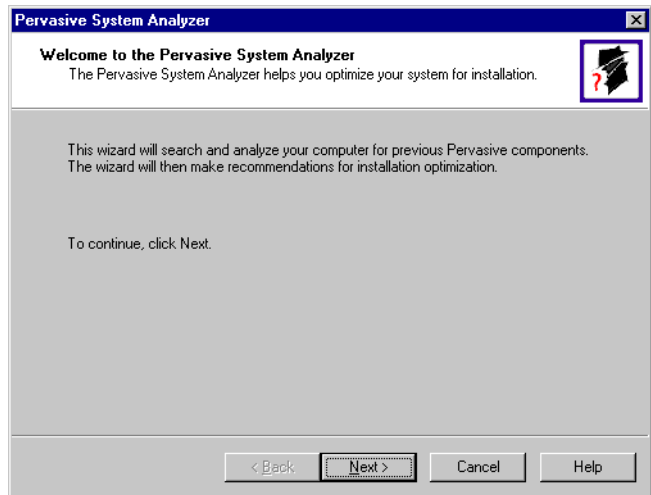 Pervasive System Analyzer
Welcome to the Pervasive System Analyzer
The Pervasive System Analyzer helps you optimize your system for installation.
?
This wizard will search and analyze your computer for previous Pervasive components.
The wizard will then make recommendations for installation optimization.
To continue, click Next.
< Back
Next >
Cancel
Help